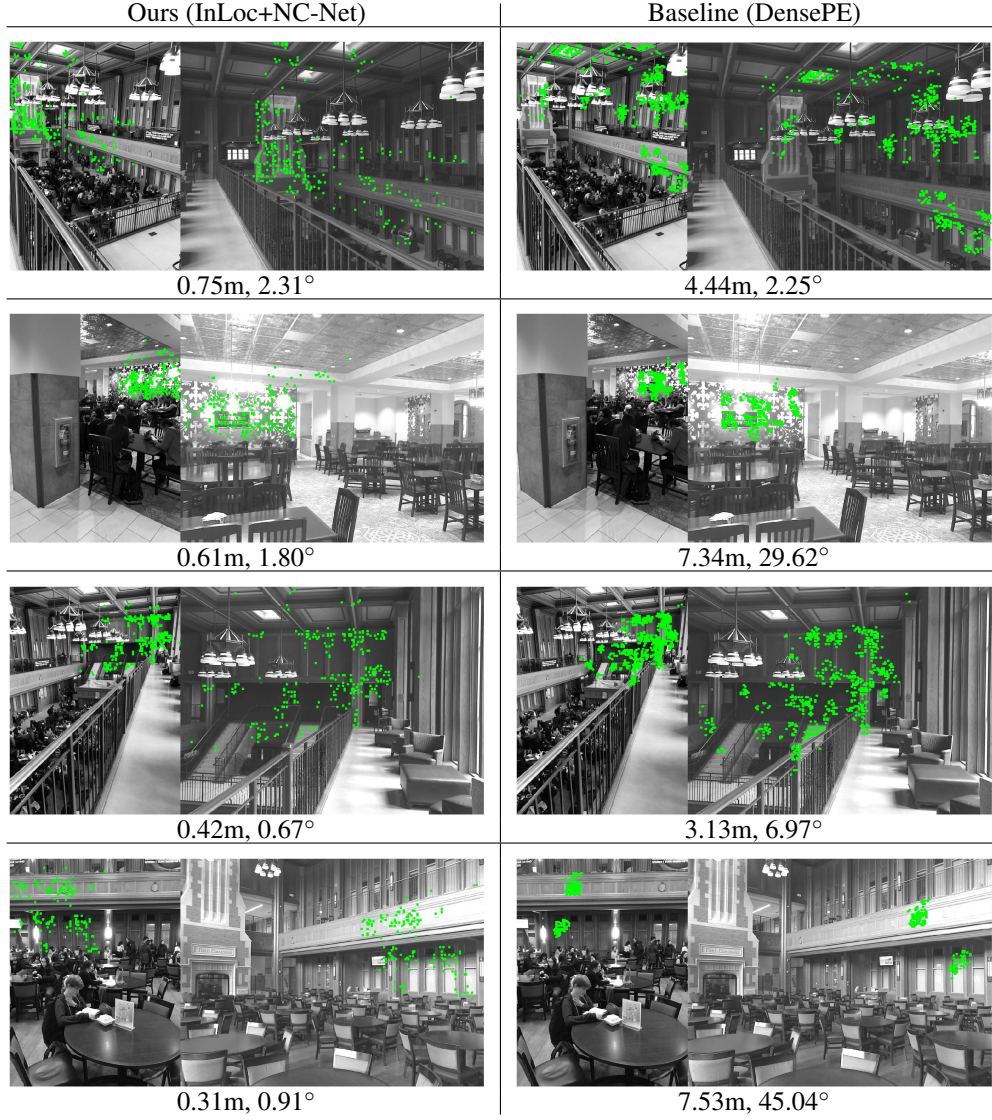 Ours (InLoc+NC-Net)
Baseline (DensePE)
0.75m, 2.31°
4.44m, 2.25°
0.61m, 1.80°
7.34m, 29.62°
0.42m, 0.67°
3.13m, 6.97°
0.31m, 0.91°
7.53m, 45.04°